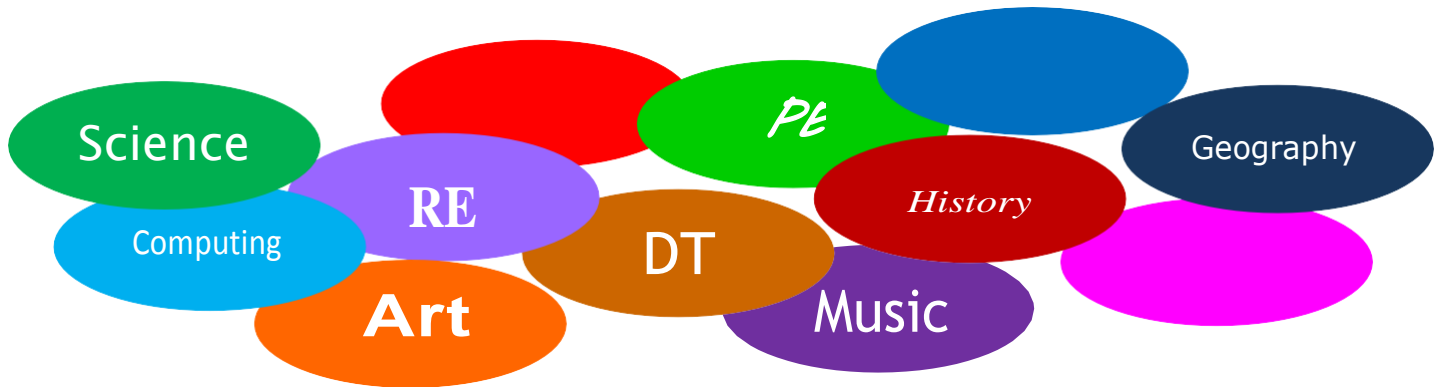 Science
PE
Geography
RE
History
Computing
DT
Art
Music